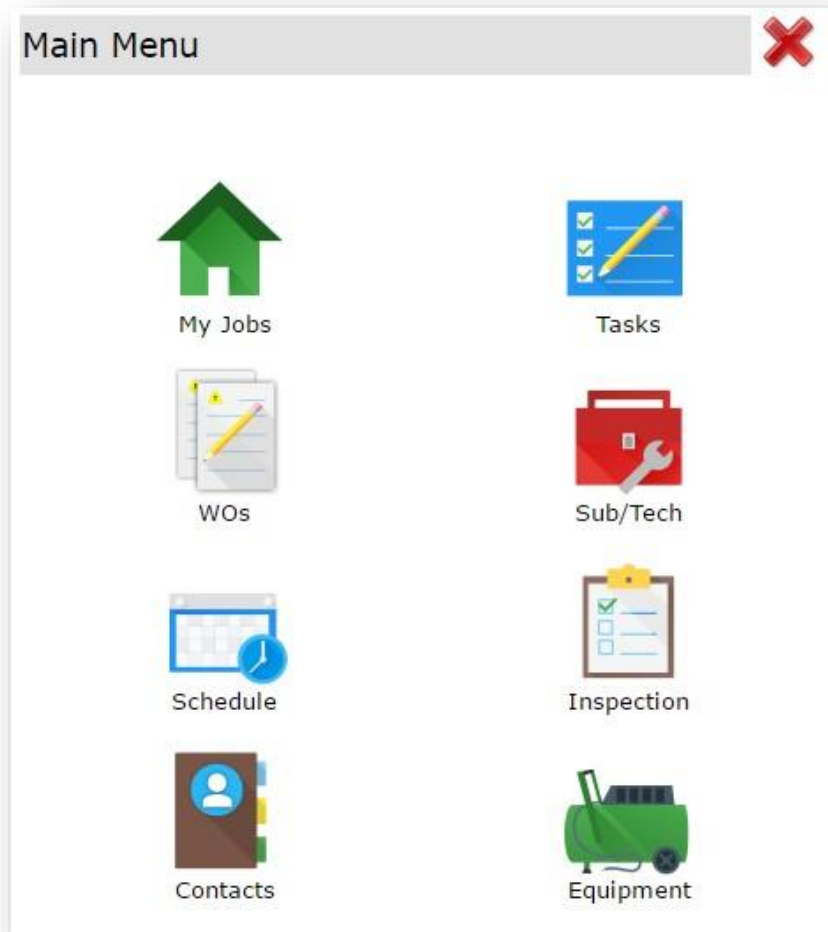 Main Menu
My Jobs
Tasks
WOs
Sub/Tech
Schedule
Inspection
Contacts
Equipment